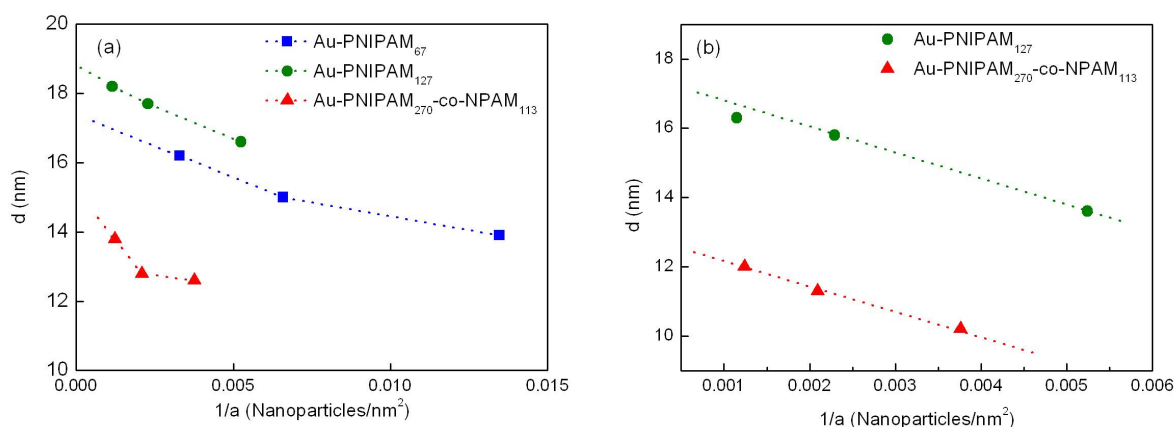 (a)
Au-PNIPAM67
Au-PNIPAM127
Au-PNIPAM270-co-NPAM113
20
18
16
14
12
10
d (nm)
0.000
0.005
0.010
0.015
1/a (Nanoparticles/nm2)
(b)
Au-PNIPAM127
Au-PNIPAM270-co-NPAM113
18
16
14
12
10
d (nm)
0.001
0.002
0.003
0.004
0.005
0.006
1/a (Nanoparticles/nm2)